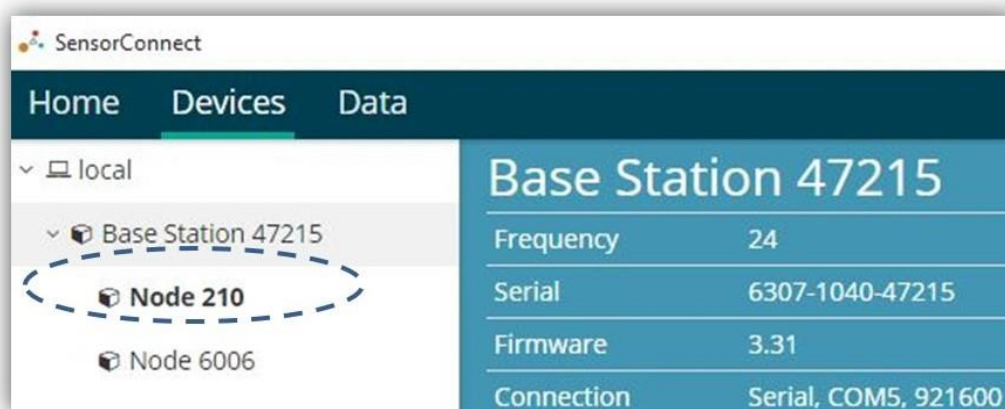 SensorConnect
Home Devices Data
local
Base Station 47215
Node 210
Node 6006
Base Station 47215
Frequency 24
Serial 6307-1040-47215
Firmware 3.31
Connection Serial, COM5, 921600